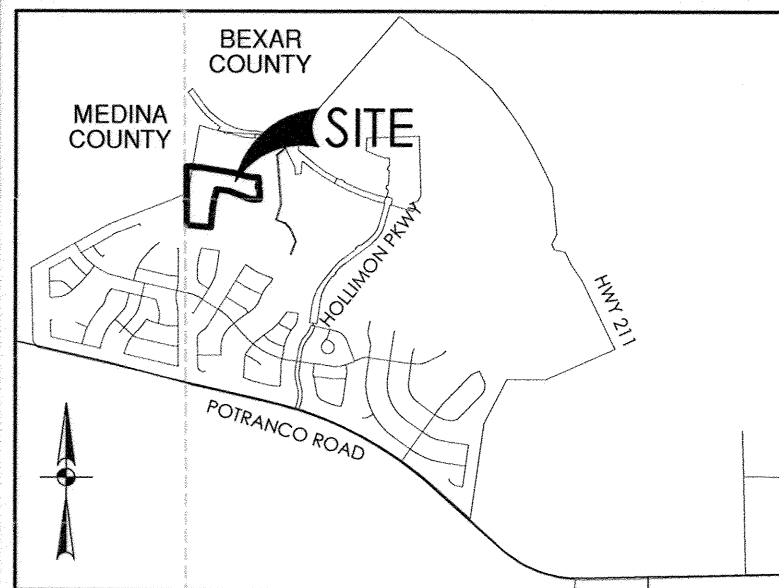 BEXAR
COUNTY
MEDINA
COUNTY
SITE
HOLLIMON PKWY
HWY 211
POTRANCO ROAD